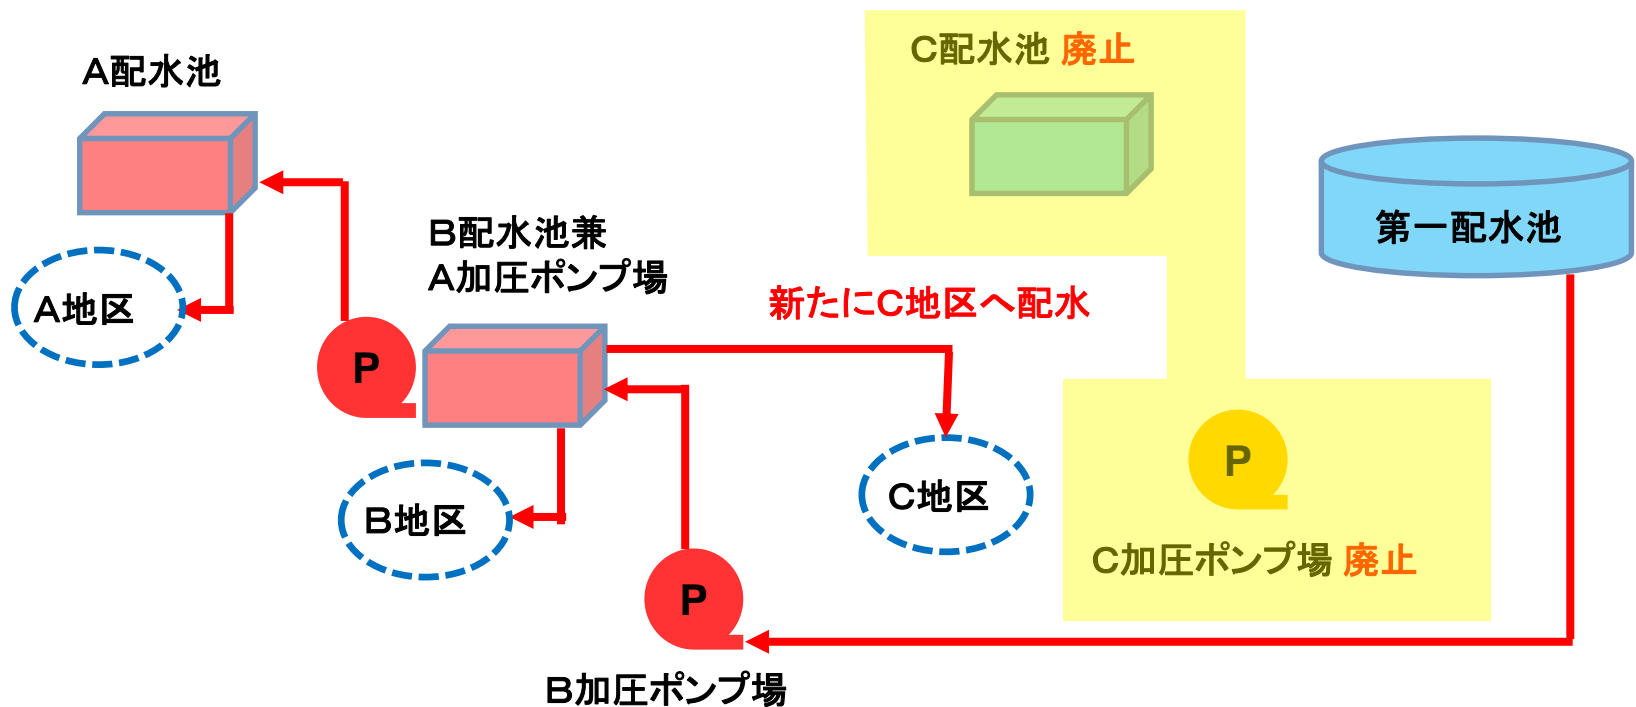 A配水池
C配水池 廃止
第一配水池
B配水池兼
A加圧ポンプ場
新たにC地区へ配水
A地区
P
P
C地区
B地区
C加圧ポンプ場 廃止
P
B加圧ポンプ場